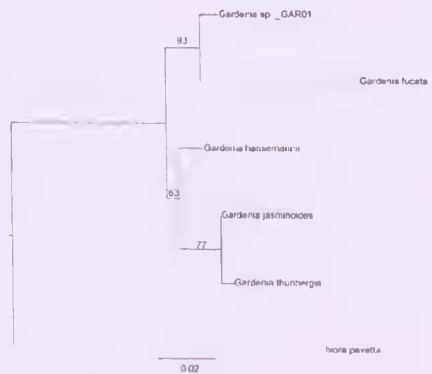 Gardenia sp _GAR01
93
Gardenia fucata
Gardenia hansemannii
63
Gardenia jasminoides
77
Gardenia thunbergia
Ixora pavetta
0.02